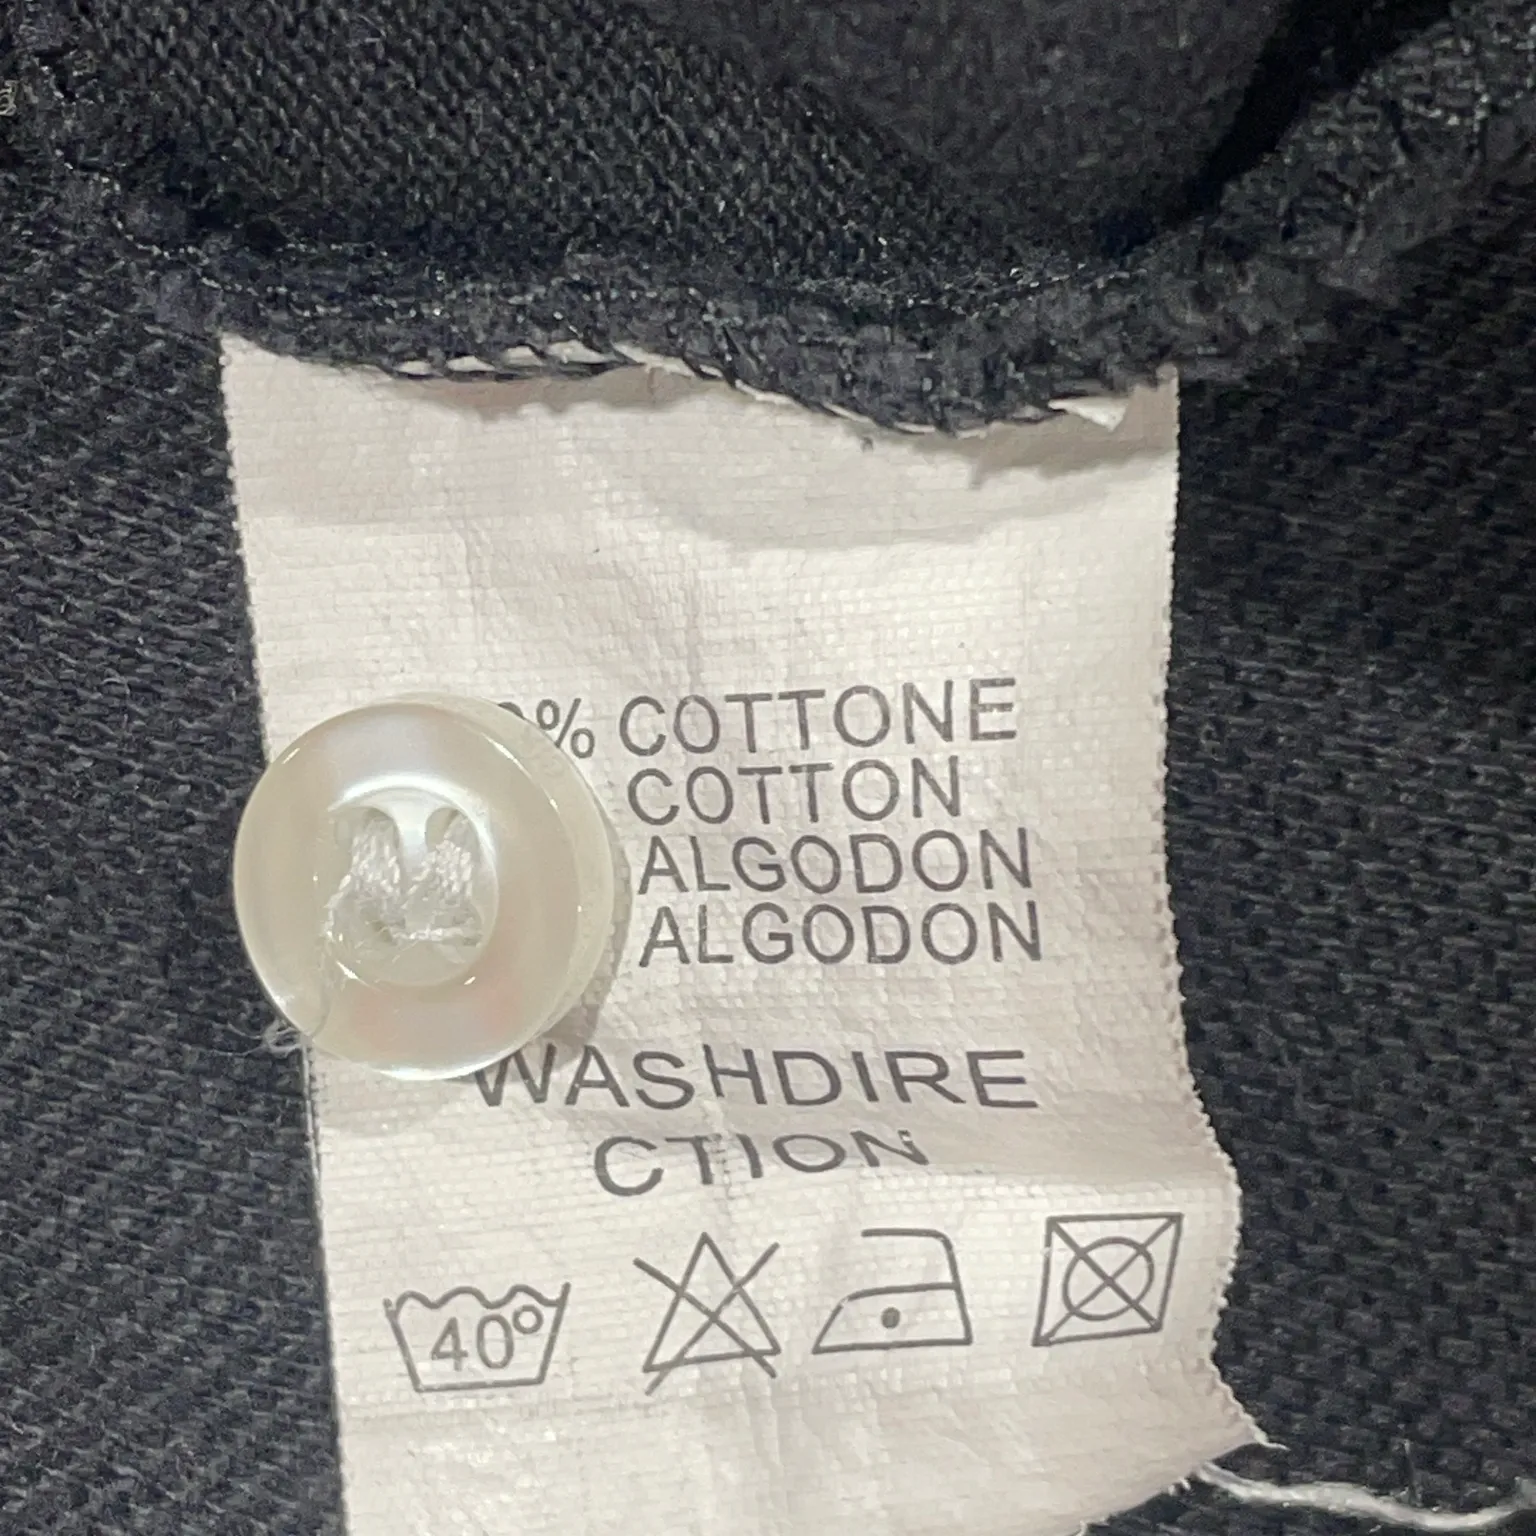 % COTTONE
COTTON
ALGODON
ALGODON
WASHDIRE
CTION
40°